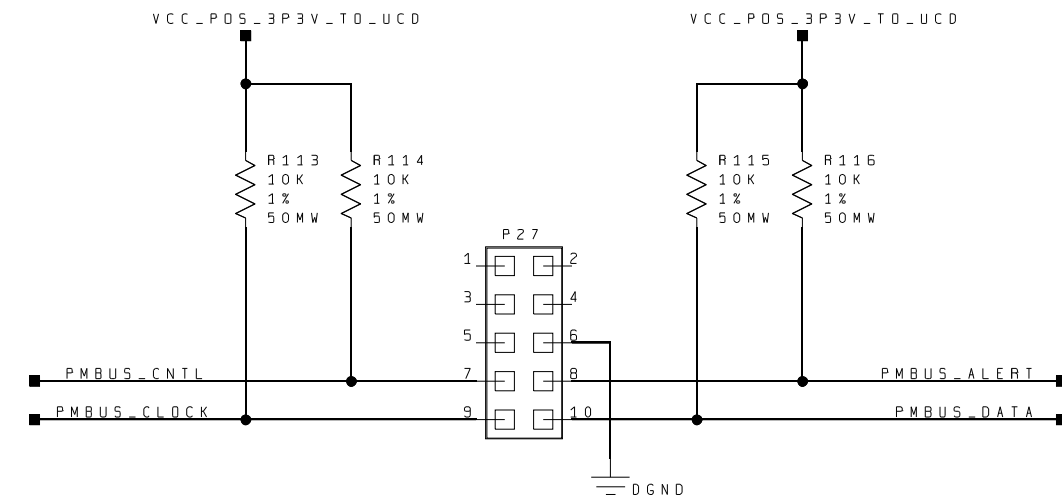 VCC_POS_3P3V_TO_UCD
VCC_POS_3P3V_TO_UCD
R113
10K
1%
50MW
R114
10K
1%
50MW
R115
10K
1%
50MW
R116
10K
1%
50MW
P27
1 2
3 4
5 6
PMBUS_CNTL 7 8 PMBUS_ALERT
PMBUS_CLOCK 9 10 PMBUS_DATA
DGND